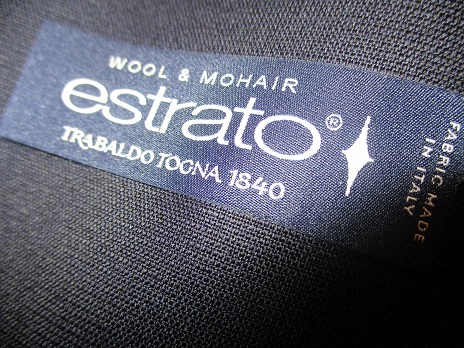 WOOL & MOHAIR
estrato®
TRABALDO TOGNA 1840
FABRIC MADE
IN ITALY